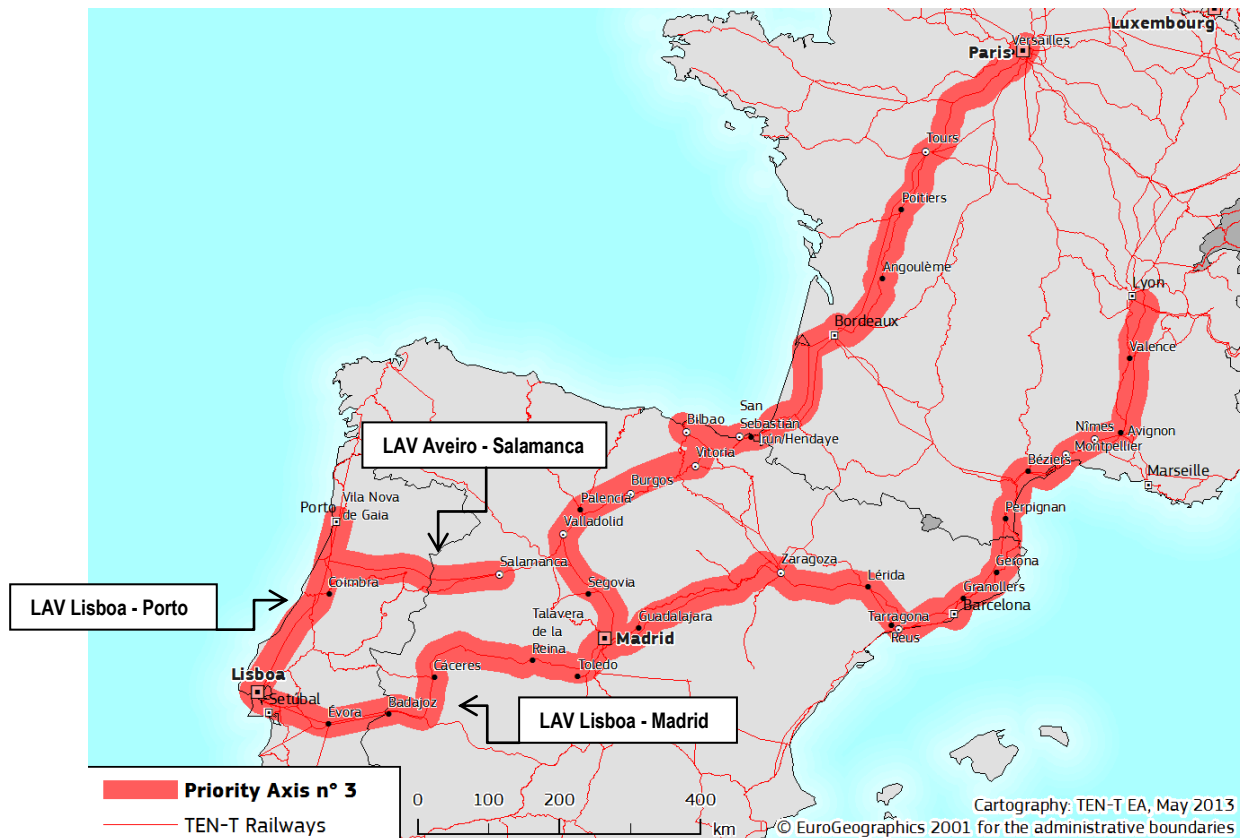 Luxembourg
Versailles
Paris
Tours
Poitiers
Angoulème
Lyon
Bordeaux
Valence
San
Sebastián
Bilbao
Irun/Hendaye
Nîmes
Avignon
Montpellier
LAV Aveiro - Salamanca
Vitoria
Béziers
Marseille
Burgos
Palencia
Perpignan
Porto
Vila Nova
de Gaia
Valladolid
Zaragoza
Gerona
Salamanca
Lérida
Granollers
Segovia
Coimbra
LAV Lisboa - Porto
Barcelona
Talavera
de la
Reina
Guadalajara
Tarragona
Reus
Madrid
Cáceres
Toledo
Lisboa
Setúbal
Badajoz
Évora
LAV Lisboa - Madrid
Priority Axis n° 3
TEN-T Railways
0 100 200 400
km
Cartography: TEN-T EA, May 2013
© EuroGeographics 2001 for the administrative boundaries